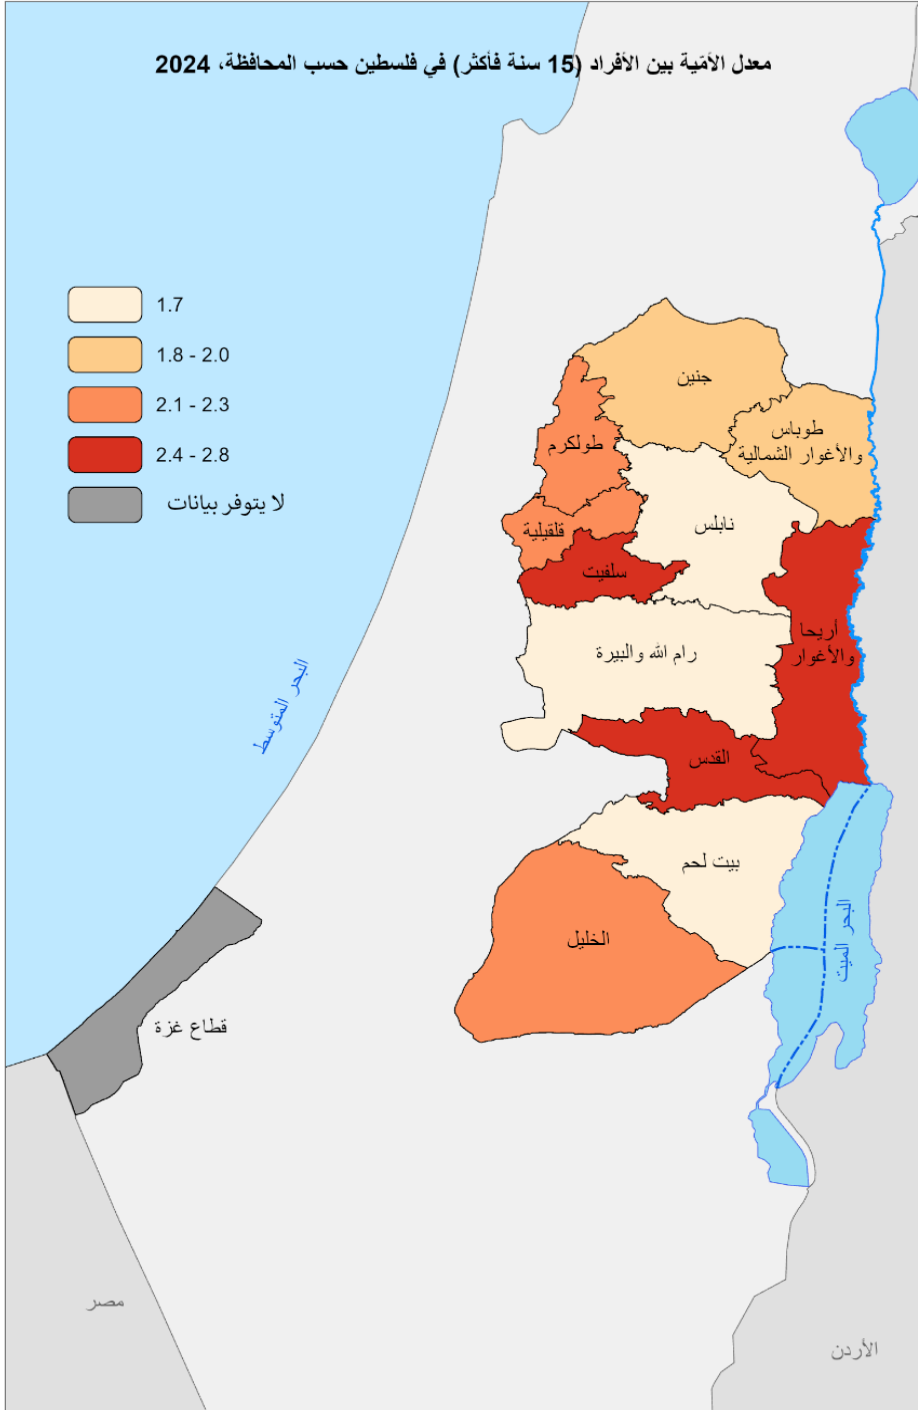 معدل الأمّية بين الأفراد (15 سنة فأكثر) في فلسطين حسب المحافظة، 2024
1.7
1.8 - 2.0
2.1 - 2.3
2.4 - 2.8
لا يتوفر بيانات
جنين
طوباس
والأغوار الشمالية
طولكرم
نابلس
قلقيلية
سلفيت
أريحا
والأغوار
رام الله والبيرة
البحر المتوسط
القدس
بيت لحم
البحر الميت
الخليل
قطاع غزة
مصر
الأردن